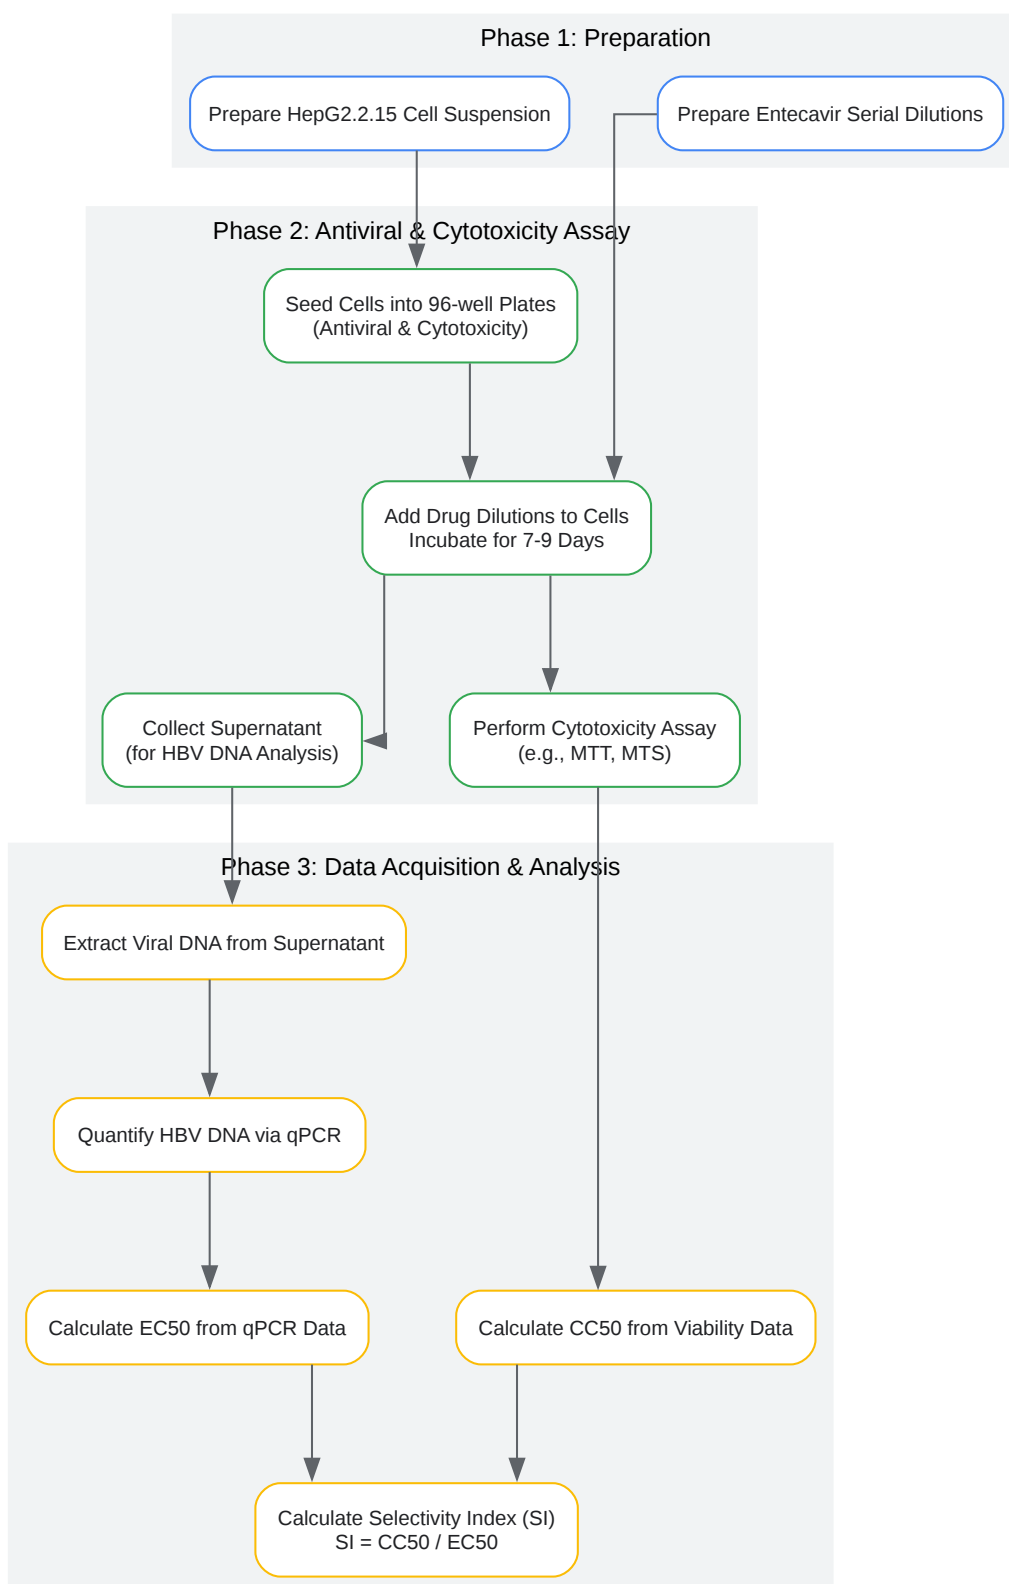 Phase 1: Preparation
Prepare HepG2.2.15 Cell Suspension
Prepare Entecavir Serial Dilutions
Phase 2: Antiviral & Cytotoxicity Assay
Seed Cells into 96-well Plates
(Antiviral & Cytotoxicity)
Add Drug Dilutions to Cells
Incubate for 7-9 Days
Collect Supernatant
(for HBV DNA Analysis)
Perform Cytotoxicity Assay
(e.g., MTT, MTS)
Phase 3: Data Acquisition & Analysis
Extract Viral DNA from Supernatant
Quantify HBV DNA via qPCR
Calculate EC50 from qPCR Data
Calculate CC50 from Viability Data
Calculate Selectivity Index (SI)
SI = CC50 / EC50